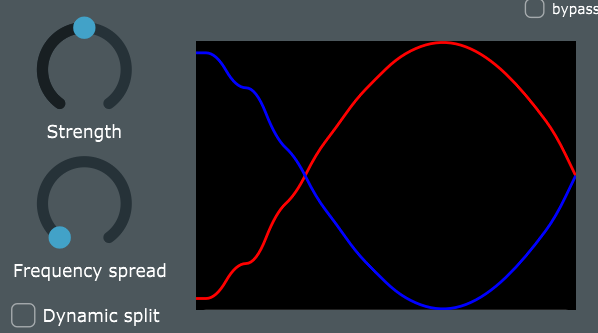 bypass
Strength
Frequency spread
Dynamic split